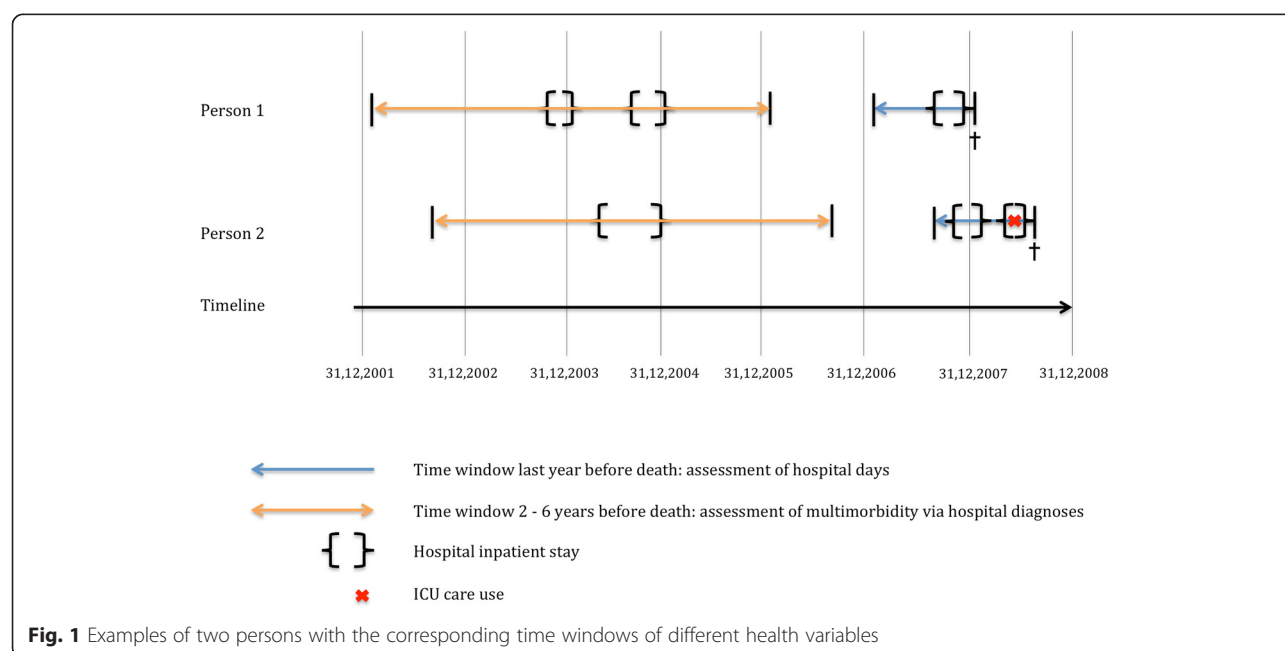 Person 1
†
Person 2
†
Timeline
31,12,2001 31,12,2002 31,12,2003 31,12,2004 31,12,2005 31,12,2006 31,12,2007 31,12,2008
Time window last year before death: assessment of hospital days
Time window 2 - 6 years before death: assessment of multimorbidity via hospital diagnoses
Hospital inpatient stay
ICU care use
Fig. 1 Examples of two persons with the corresponding time windows of different health variables